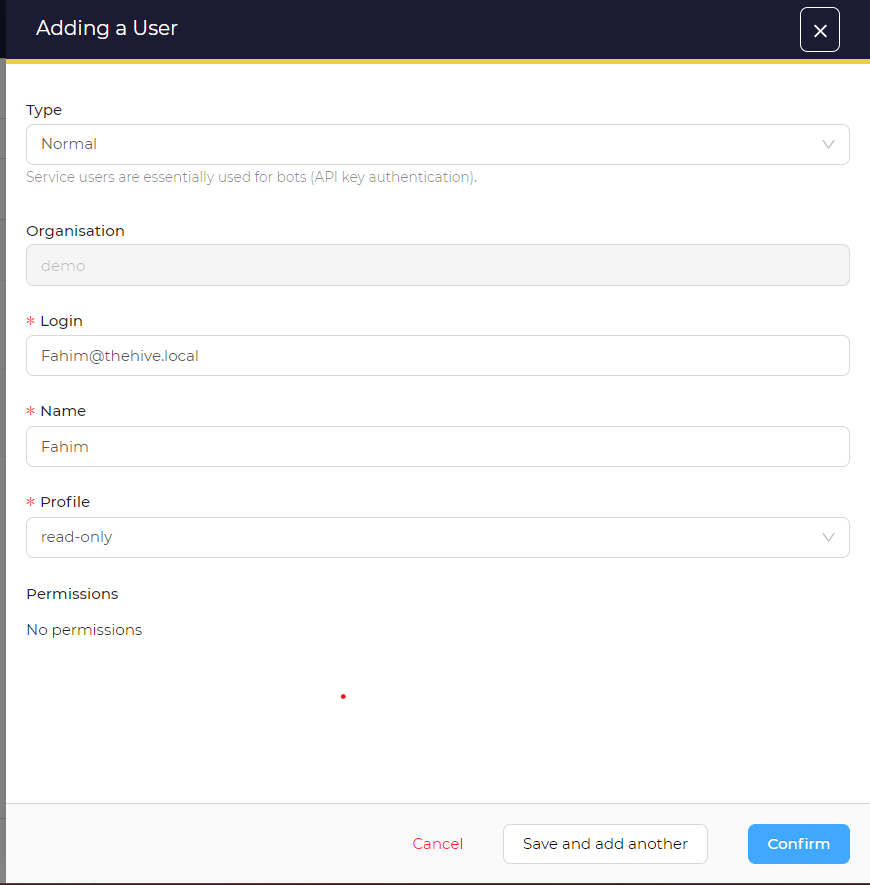 Adding a User
Type
Normal
Service users are essentially used for bots (API key authentication).
Organisation
demo
* Login
Fahim@thehive.local
* Name
Fahim
* Profile
read-only
Permissions
No permissions
Cancel
Save and add another
Confirm